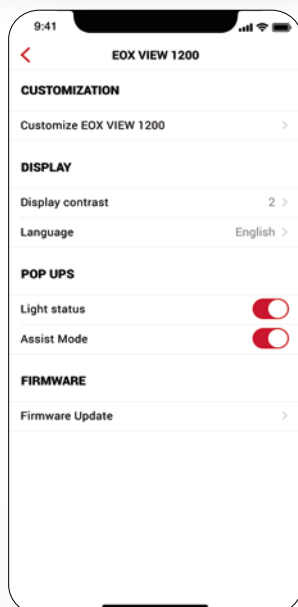 9:41
EOX VIEW 1200
CUSTOMIZATION
Customize EOX VIEW 1200
DISPLAY
Display contrast 2
Language English
POP UPS
Light status
Assist Mode
FIRMWARE
Firmware Update